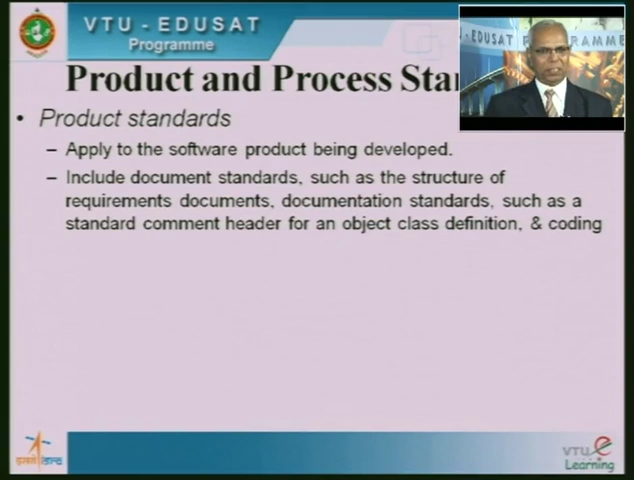 VTU - EDUSAT
Programme
- EDUSAT PROGRAMME
Product and Process Sta
• Product standards
– Apply to the software product being developed.
– Include document standards, such as the structure of
requirements documents, documentation standards, such as a
standard comment header for an object class definition, & coding
VTU e
Learning